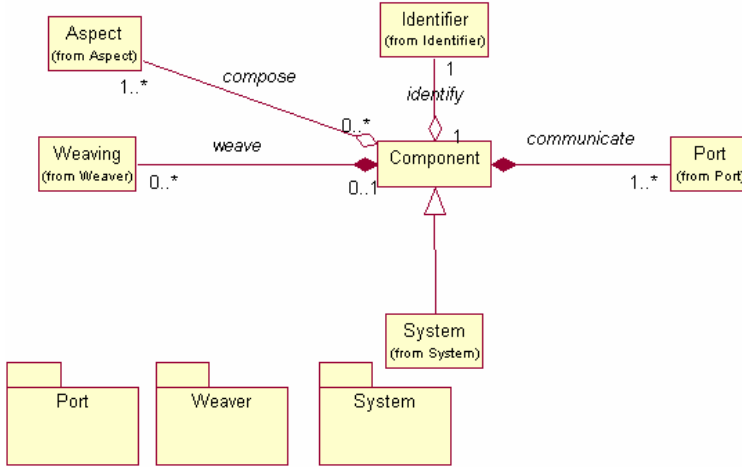 Aspect
(from Aspect)
1..*
compose
0..*
Identifier
(from Identifier)
1
identify
1
Weaving
(from Weaver)
0..*
weave
0..1
Component
communicate
Port
(from Port)
1..*
System
(from System)
Port
Weaver
System